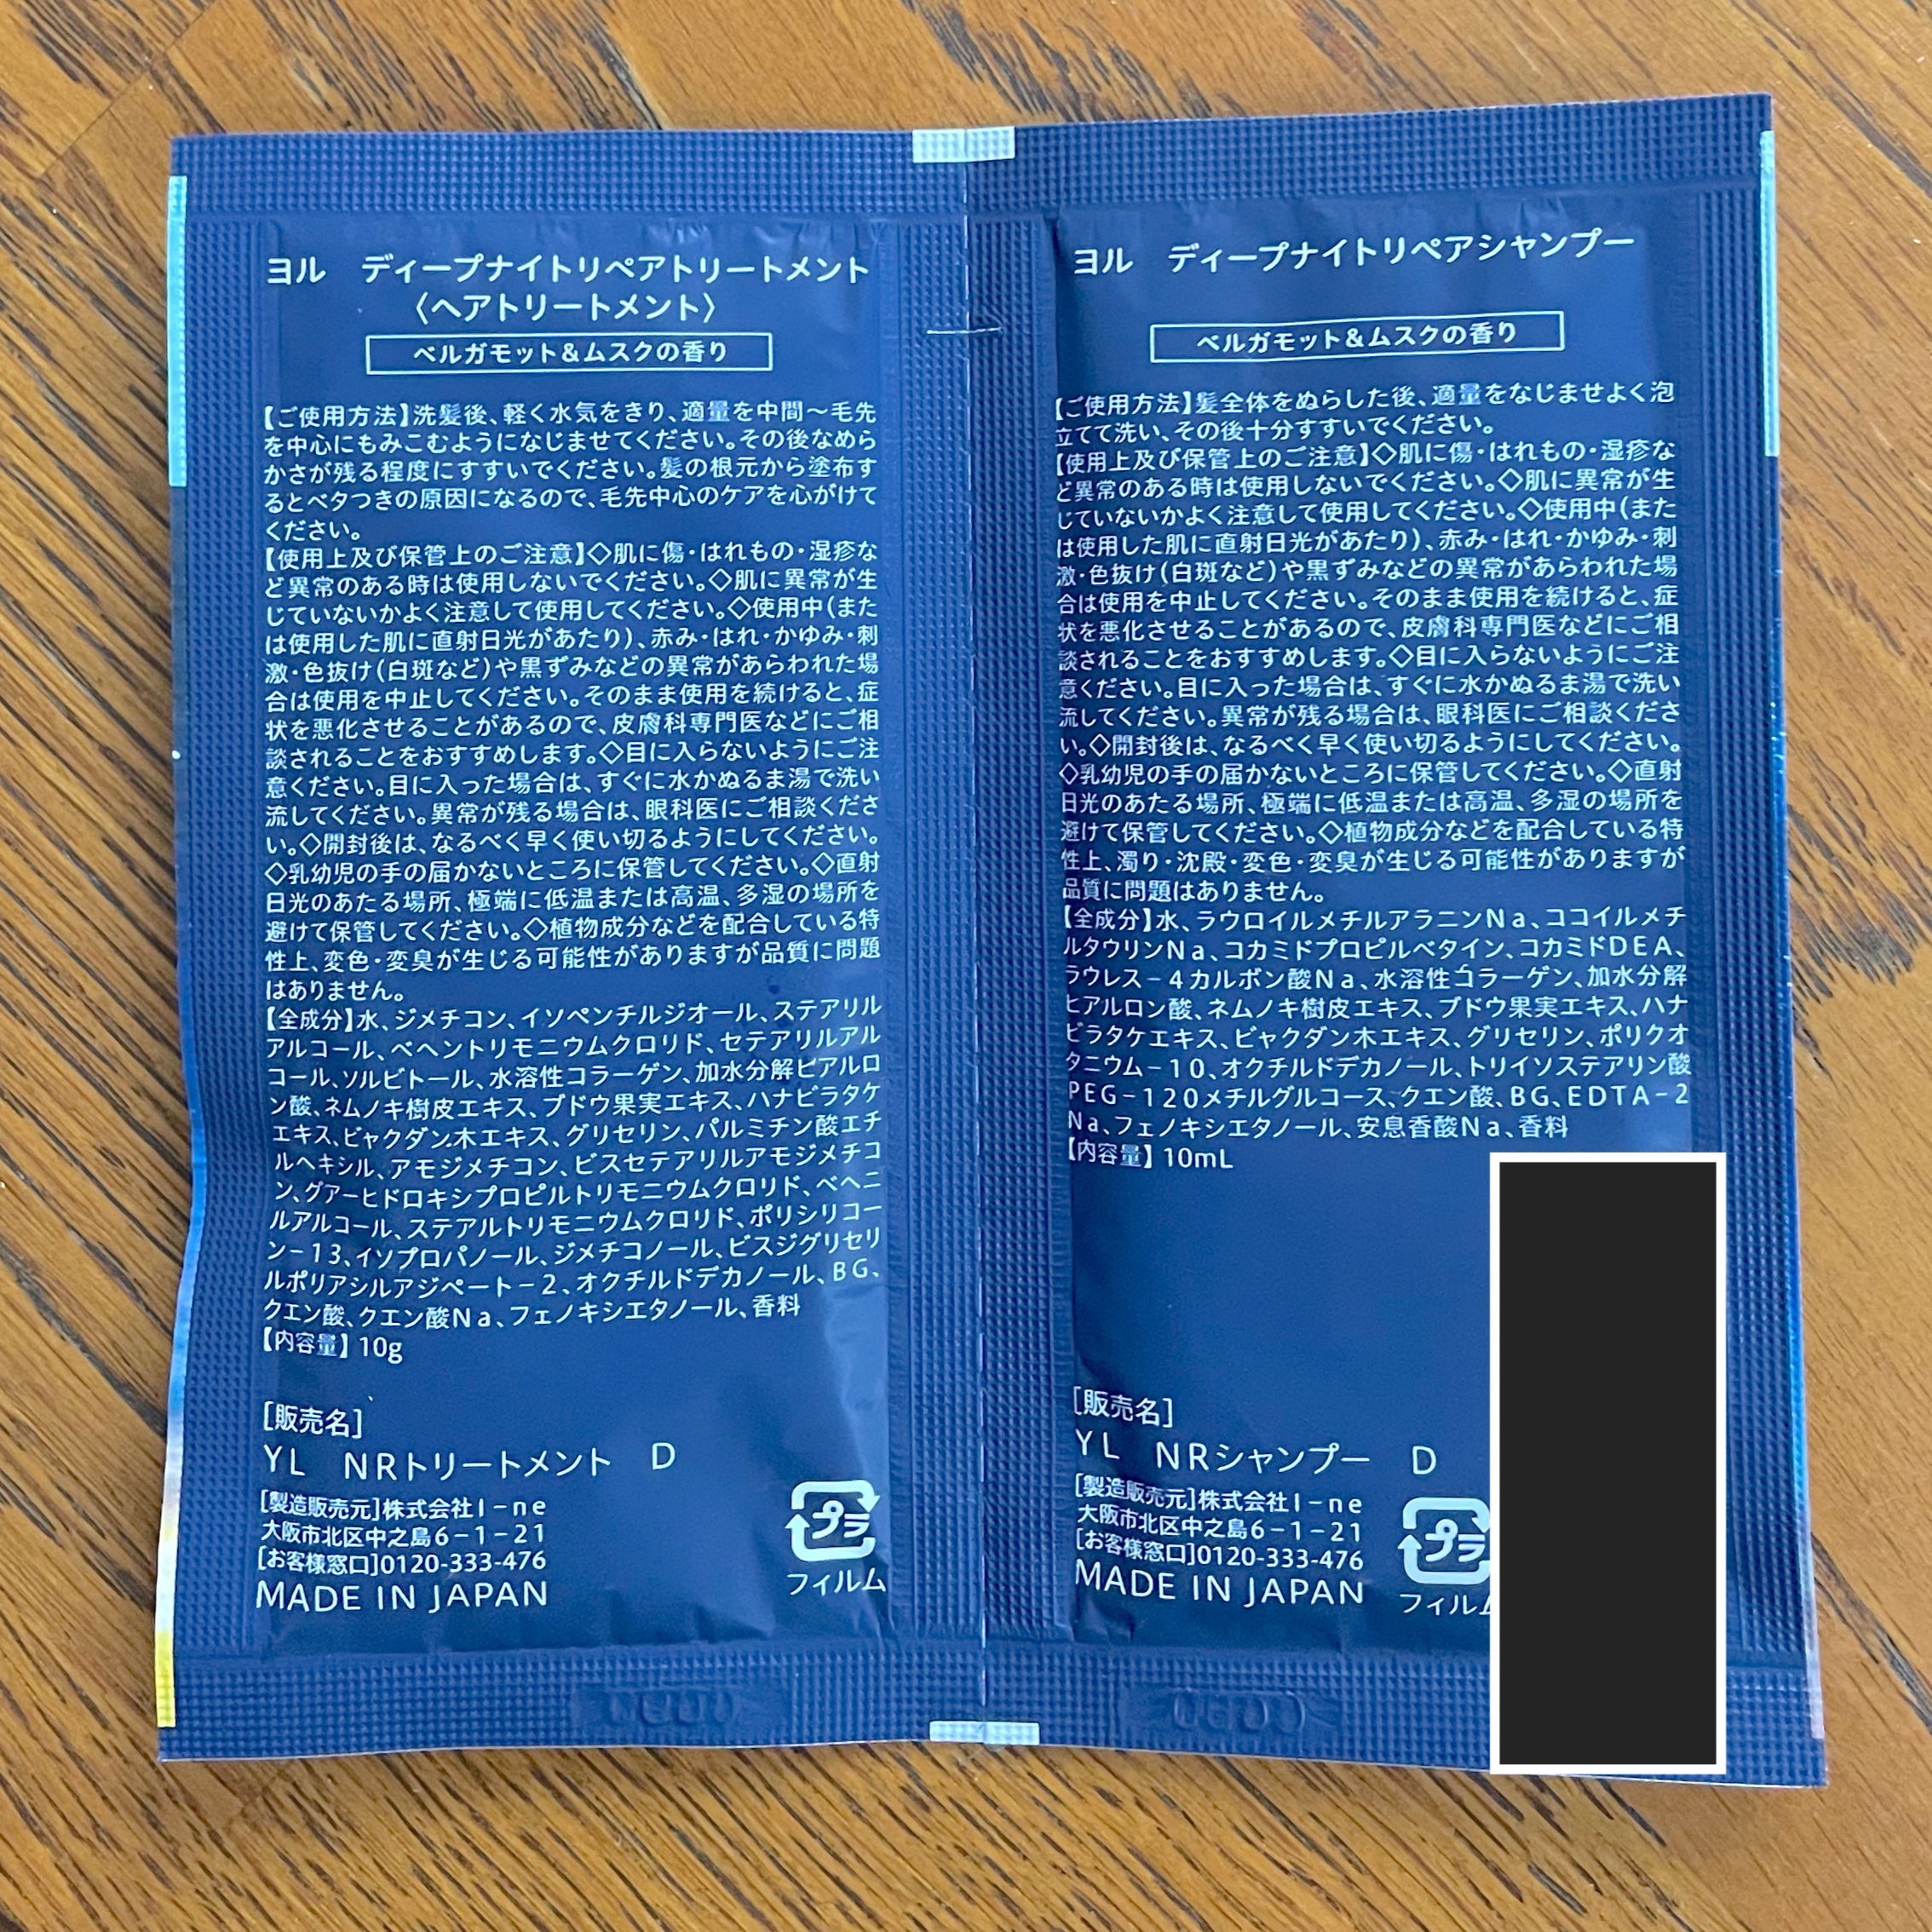 ヨル　ディープナイトリペアトリートメント
〈ヘアトリートメント〉
ベルガモット&ムスクの香り
【ご使用方法】洗髪後、軽く水気をきり、適量を中間〜毛先
を中心にもみこむようになじませてください。その後なめら
かさが残る程度にすすいでください。髪の根元から塗布す
るとベタつきの原因になるので、毛先中心のケアを心がけて
ください。
【使用上及び保管上のご注意】◇肌に傷・はれもの・湿疹な
ど異常のある時は使用しないでください。◇肌に異常が生
じていないかよく注意して使用してください。◇使用中(また
は使用した肌に直射日光があたり)、赤み・はれ・かゆみ・刺
激・色抜け(白斑など)や黒ずみなどの異常があらわれた場
合は使用を中止してください。そのまま使用を続けると、症
状を悪化させることがあるので、皮膚科専門医などにご相
談されることをおすすめします。◇目に入らないようにご注
意ください。目に入った場合は、すぐに水かぬるま湯で洗い
流してください。異常が残る場合は、眼科医にご相談くださ
い。◇開封後は、なるべく早く使い切るようにしてください。
◇乳幼児の手の届かないところに保管してください。◇直射
日光のあたる場所、極端に低温または高温、多湿の場所を
避けて保管してください。◇植物成分などを配合している特
性上、変色・変臭が生じる可能性がありますが品質に問題
はありません。
【全成分】水、ジメチコン、イソペンチルジオール、ステアリル
アルコール、ベヘントリモニウムクロリド、セテアリルアル
コール、ソルビトール、水溶性コラーゲン、加水分解ヒアルロ
ン酸、ネムノキ樹皮エキス、ブドウ果実エキス、ハナビラタケ
エキス、ビャクダン木エキス、グリセリン、パルミチン酸エチ
ルヘキシル、アモジメチコン、ビスセテアリルアモジメチコ
ン、グアーヒドロキシプロピルトリモニウムクロリド、ベヘニ
ルアルコール、ステアルトリモニウムクロリド、ポリシリコー
ン−13、イソプロパノール、ジメチコノール、ビスジグリセリ
ルポリアシルアジペート−2、オクチルドデカノール、BG、
クエン酸、クエン酸Na、フェノキシエタノール、香料
【内容量】10g
[販売名]
YL　NRトリートメント　D
[製造販売元]株式会社I−ne
大阪市北区中之島6−1−21
[お客様窓口]0120-333-476
MADE IN JAPAN
プラ
フィルム
ヨル　ディープナイトリペアシャンプー
ベルガモット&ムスクの香り
【ご使用方法】髪全体をぬらした後、適量をなじませよく泡
立てて洗い、その後十分すすいでください。
【使用上及び保管上のご注意】◇肌に傷・はれもの・湿疹な
ど異常のある時は使用しないでください。◇肌に異常が生
じていないかよく注意して使用してください。◇使用中(また
は使用した肌に直射日光があたり)、赤み・はれ・かゆみ・刺
激・色抜け(白斑など)や黒ずみなどの異常があらわれた場
合は使用を中止してください。そのまま使用を続けると、症
状を悪化させることがあるので、皮膚科専門医などにご相
談されることをおすすめします。◇目に入らないようにご注
意ください。目に入った場合は、すぐに水かぬるま湯で洗い
流してください。異常が残る場合は、眼科医にご相談くださ
い。◇開封後は、なるべく早く使い切るようにしてください。
◇乳幼児の手の届かないところに保管してください。◇直射
日光のあたる場所、極端に低温または高温、多湿の場所を
避けて保管してください。◇植物成分などを配合している特
性上、濁り・沈殿・変色・変臭が生じる可能性がありますが
品質に問題はありません。
【全成分】水、ラウロイルメチルアラニンNa、ココイルメチ
ルタウリンNa、コカミドプロピルベタイン、コカミドDEA、
ラウレス−4カルボン酸Na、水溶性コラーゲン、加水分解
ヒアルロン酸、ネムノキ樹皮エキス、ブドウ果実エキス、ハナ
ビラタケエキス、ビャクダン木エキス、グリセリン、ポリクオ
タニウム−10、オクチルドデカノール、トリイソステアリン酸
PEG−120メチルグルコース、クエン酸、BG、EDTA−2
Na、フェノキシエタノール、安息香酸Na、香料
【内容量】10mL
[販売名]
YL　NRシャンプー　D
[製造販売元]株式会社I−ne
大阪市北区中之島6−1−21
[お客様窓口]0120-333-476
MADE IN JAPAN
プラ
フィルム